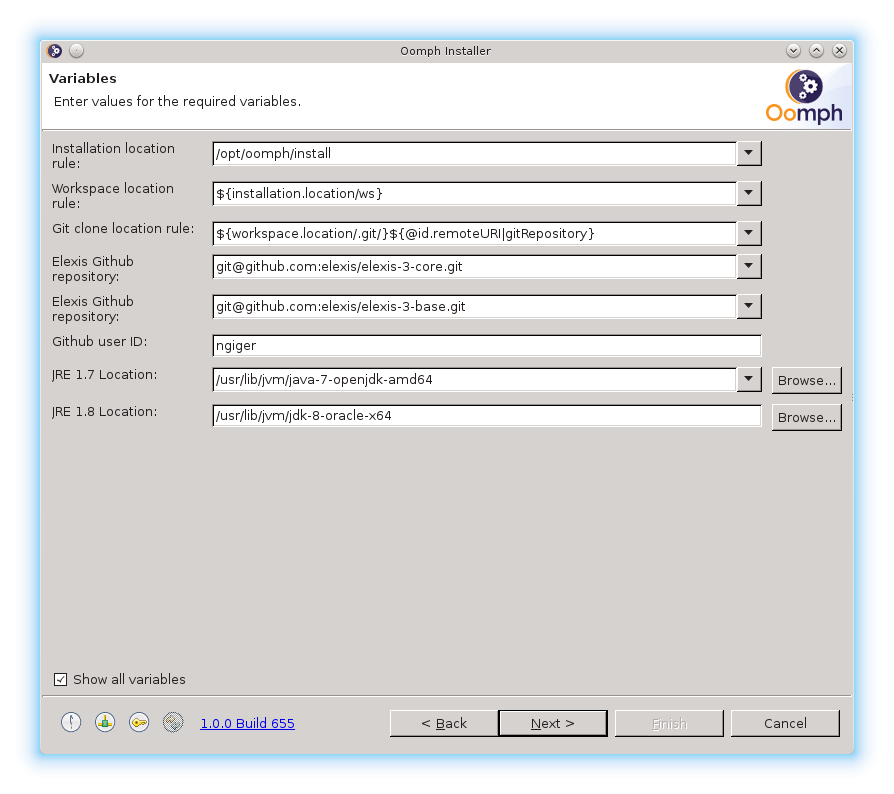 Oomph Installer
Variables
Enter values for the required variables.
Oomph
Installation location
rule:
/opt/oomph/install
Workspace location
rule:
${installation.location/ws}
Git clone location rule:
${workspace.location/.git/}${@id.remoteURI|gitRepository}
Elexis Github
repository:
git@github.com:elexis/elexis-3-core.git
Elexis Github
repository:
git@github.com:elexis/elexis-3-base.git
Github user ID:
ngiger
JRE 1.7 Location:
/usr/lib/jvm/java-7-openjdk-amd64
Browse...
JRE 1.8 Location:
/usr/lib/jvm/jdk-8-oracle-x64
Browse...
Show all variables
1.0.0 Build 655
< Back
Next >
Finish
Cancel